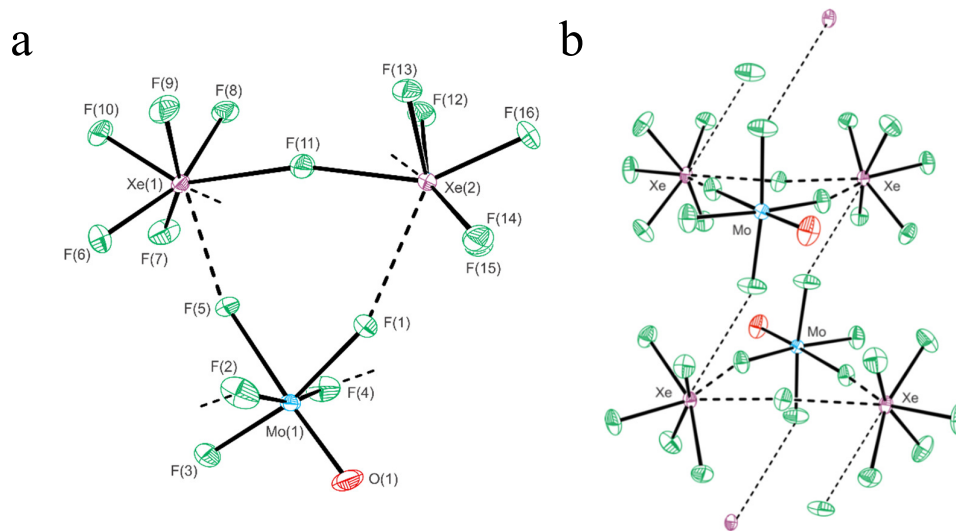 a
b
F(13)
F(9)
F(8)
F(12)
F(16)
F(10)
F(11)
Xe(1)
Xe(2)
F(6)
F(7)
F(14)
F(15)
F(5)
F(1)
F(2)
F(4)
Mo(1)
F(3)
O(1)
Xe
Xe
Mo
Mo
Xe
Xe